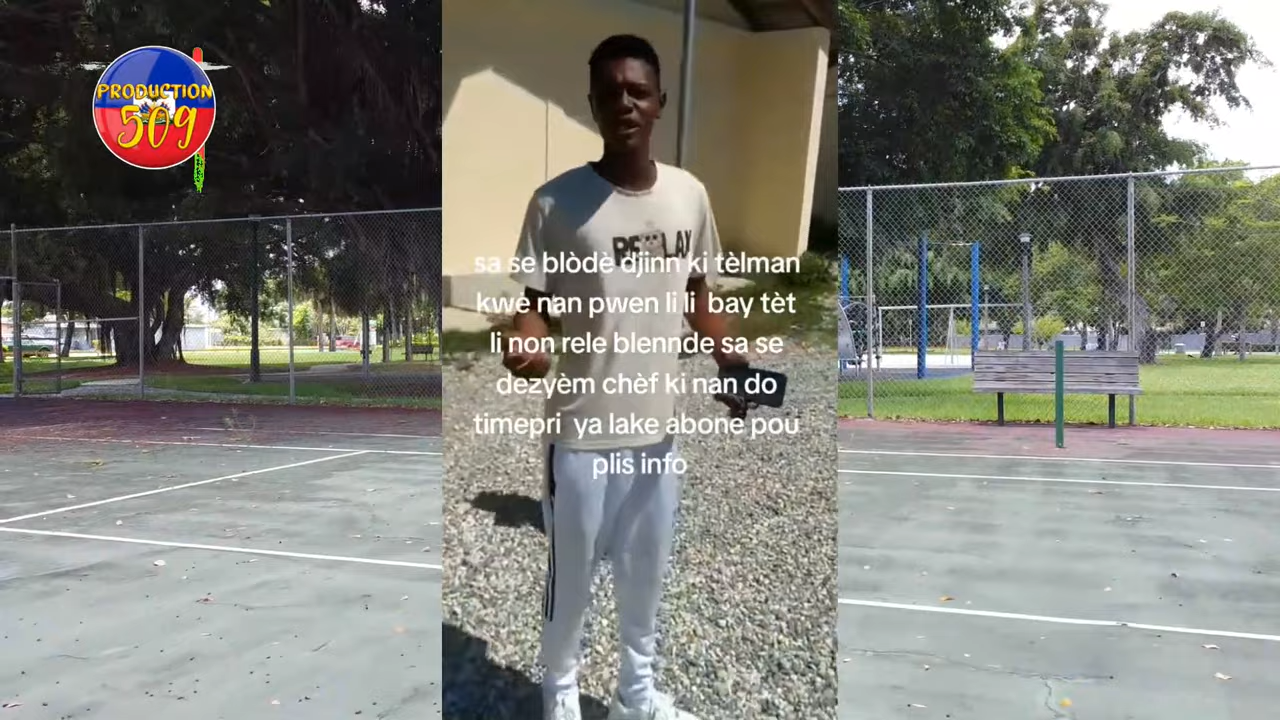 PRODUCTION
509
sa se blòdè djinn ki tèlman
kwè nan pwen li li bay tèt
li non rele blennde sa se
dezyèm chèf ki nan do
timepri ya lake abone pou
plis info